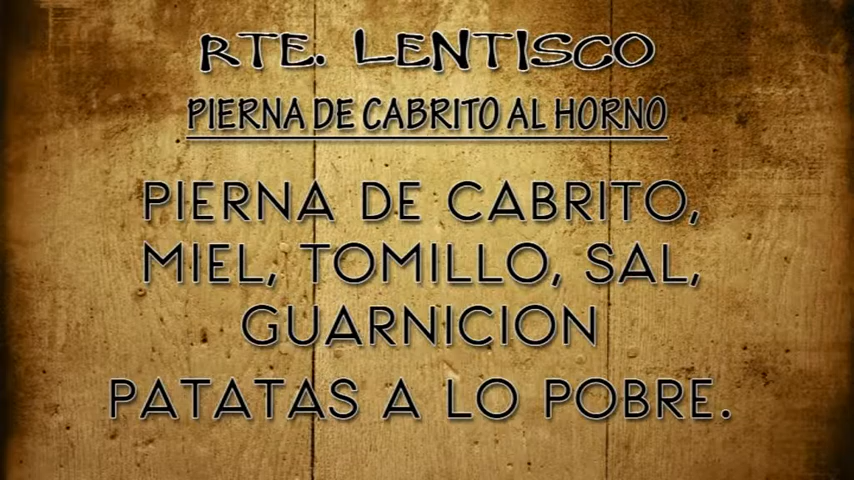 RTE. LENTISCO
PIERNA DE CABRITO AL HORNO
PIERNA DE CABRITO,
MIEL, TOMILLO, SAL,
GUARNICION
PATATAS A LO POBRE.